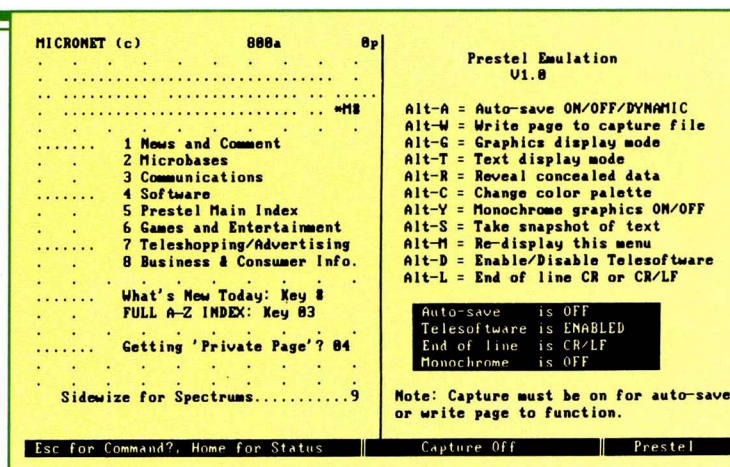 MICRONET (c) 800a 0p
*M8
1 News and Comment
2 Microbases
3 Communications
4 Software
5 Prestel Main Index
6 Games and Entertainment
7 Teleshopping/Advertising
8 Business & Consumer Info.
What's New Today: Key 8
FULL A-Z INDEX: Key 03
Getting 'Private Page'? 04
Sidewize for Spectrums...........9
Prestel Emulation
V1.0
Alt-A = Auto-save ON/OFF/DYNAMIC
Alt-W = Write page to capture file
Alt-G = Graphics display mode
Alt-T = Text display mode
Alt-R = Reveal concealed data
Alt-C = Change color palette
Alt-Y = Monochrome graphics ON/OFF
Alt-S = Take snapshot of text
Alt-M = Re-display this menu
Alt-D = Enable/Disable Telesoftware
Alt-L = End of line CR or CR/LF
Auto-save is OFF
Telesoftware is ENABLED
End of line is CR/LF
Monochrome is OFF
Note: Capture must be on for auto-save
or write page to function.
Esc for Command?, Home for Status Capture Off Prestel